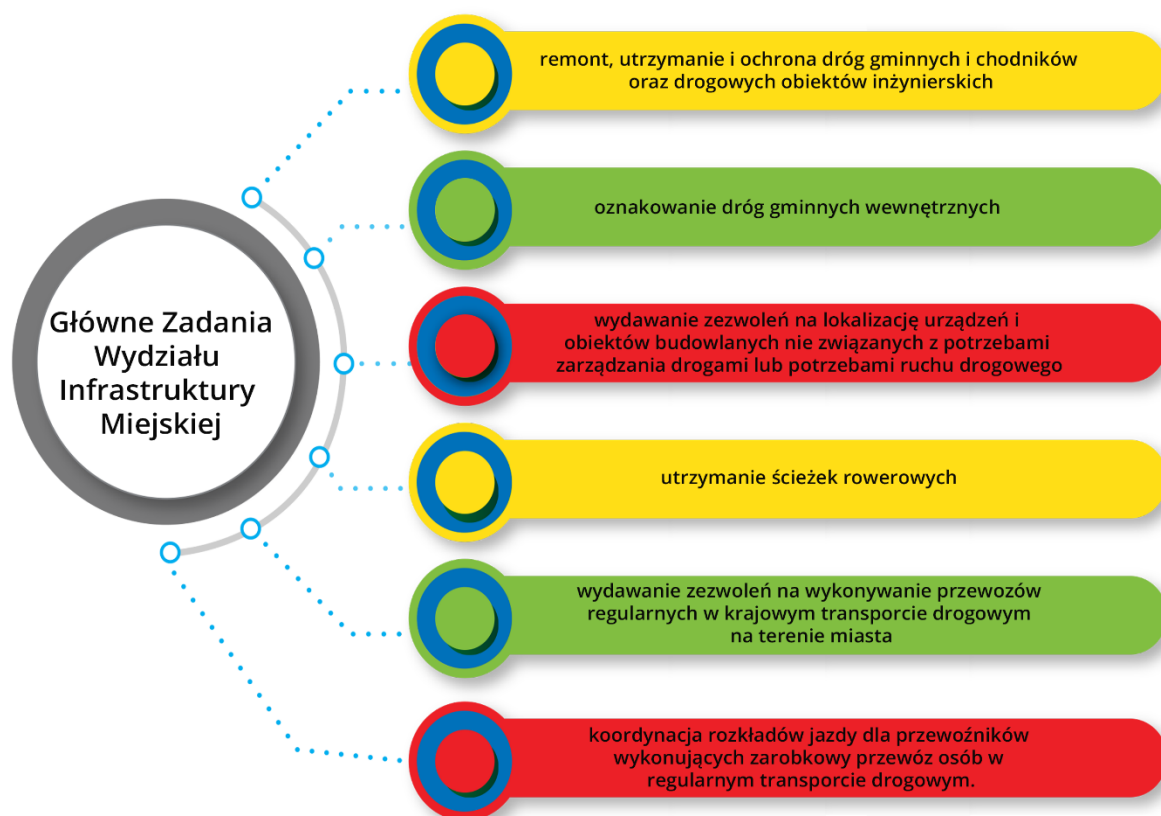 Główne Zadania
Wydziału
Infrastruktury
Miejskiej
remont, utrzymanie i ochrona dróg gminnych i chodników
oraz drogowych obiektów inżynierskich
oznakowanie dróg gminnych wewnętrznych
wydawanie zezwoleń na lokalizację urządzeń i
obiektów budowlanych nie związanych z potrzebami
zarządzania drogami lub potrzebami ruchu drogowego
utrzymanie ścieżek rowerowych
wydawanie zezwoleń na wykonywanie przewozów
regularnych w krajowym transporcie drogowym
na terenie miasta
koordynacja rozkładów jazdy dla przewoźników
wykonujących zarobkowy przewóz osób w
regularnym transporcie drogowym.